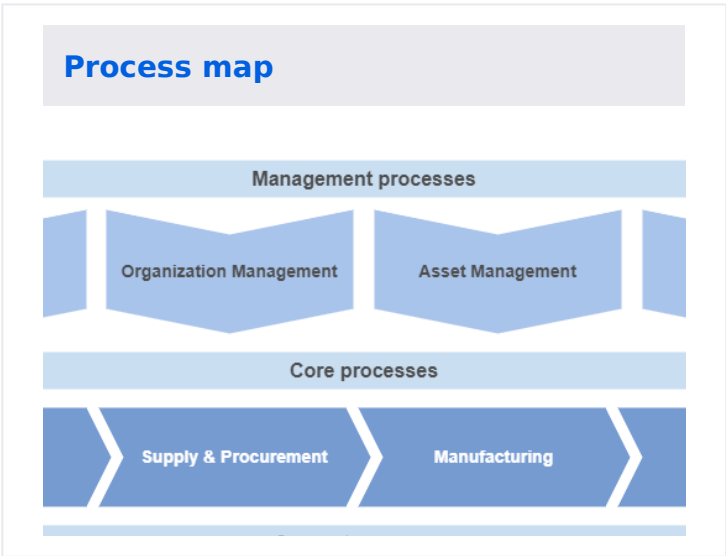 Process map
Management processes
Organization Management
Asset Management
Core processes
Supply & Procurement
Manufacturing